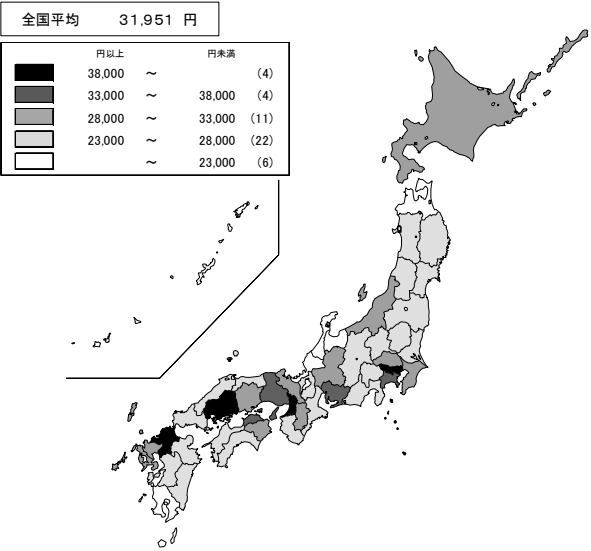 全国平均 31,951 円
円以上 円未満
38,000 ～ (4)
33,000 ～ 38,000 (4)
28,000 ～ 33,000 (11)
23,000 ～ 28,000 (22)
～ 23,000 (6)